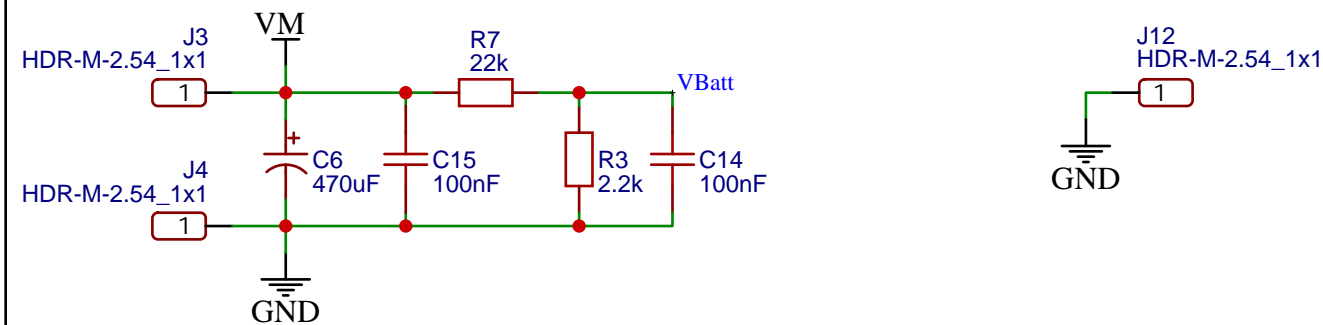 VM
J3
HDR-M-2.54_1x1
1
R7
22k
VBatt
J12
HDR-M-2.54_1x1
1
+
C6
470uF
C15
100nF
R3
2.2k
C14
100nF
J4
HDR-M-2.54_1x1
1
GND
GND